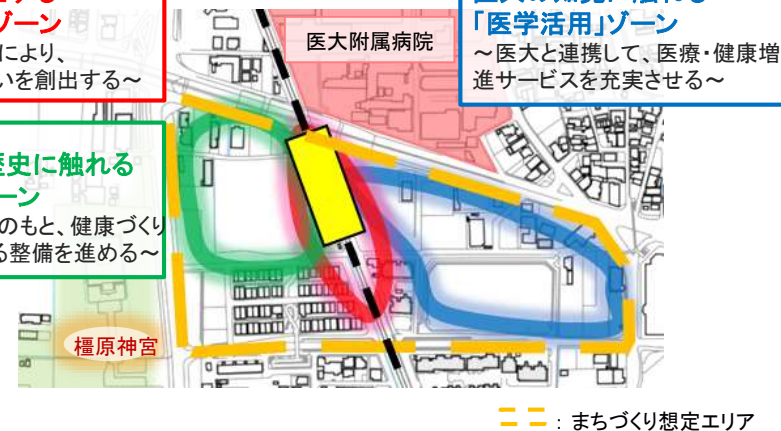 ゾーン
により、
いを創出する～
医大附属病院
「医学活用」ゾーン
～医大と連携して、医療・健康増
進サービスを充実させる～
歴史に触れる
ーン
のもと、健康づくり
る整備を進める～
橿原神宮
：まちづくり想定エリア